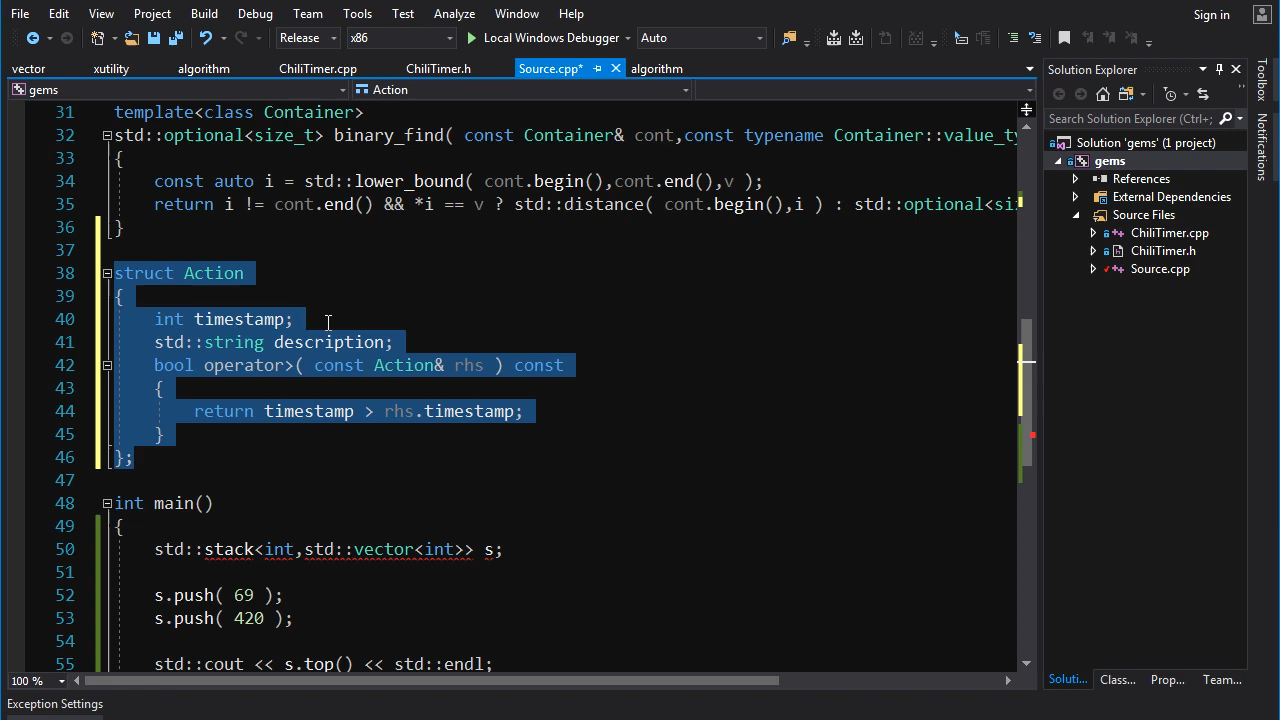 File Edit View Project Build Debug Team Tools Test Analyze Window Help Sign in
Release x86 Local Windows Debugger Auto
vector xutility algorithm ChiliTimer.cpp ChiliTimer.h Source.cpp* algorithm
gems Action
Solution Explorer
Search Solution Explorer (Ctrl+;
Solution 'gems' (1 project)
gems
References
External Dependencies
Source Files
ChiliTimer.cpp
ChiliTimer.h
Source.cpp
Toolbox
Notifications
31 template<class Container>
32 std::optional<size_t> binary_find( const Container& cont,const typename Container::value_ty
33 {
34 const auto i = std::lower_bound( cont.begin(),cont.end(),v );
35 return i != cont.end() && *i == v ? std::distance( cont.begin(),i ) : std::optional<si
36 }
37
38 struct Action
39 {
40 int timestamp;
41 std::string description;
42 bool operator>( const Action& rhs ) const
43 {
44 return timestamp > rhs.timestamp;
45 }
46 };
47
48 int main()
49 {
50 std::stack<int,std::vector<int>> s;
51
52 s.push( 69 );
53 s.push( 420 );
54
55 std::cout << s.top() << std::endl;
100 %
Soluti... Class... Prop... Team...
Exception Settings